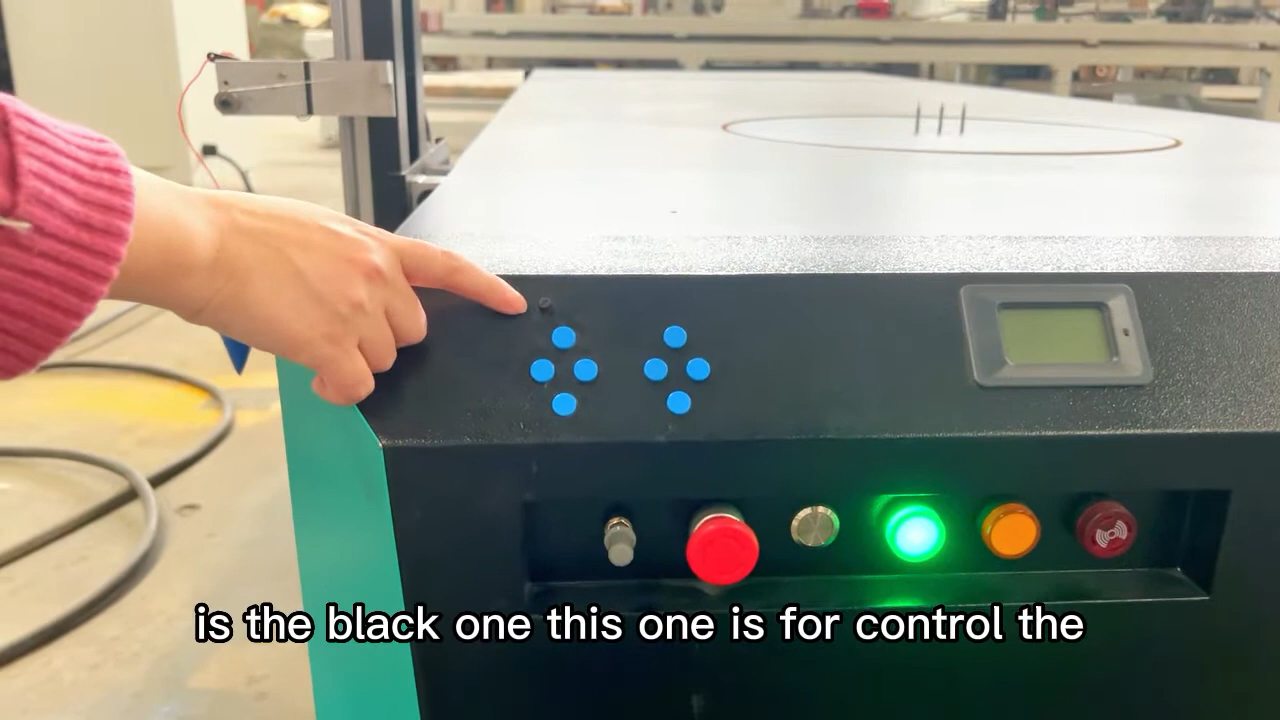 is the black one this one is for control the